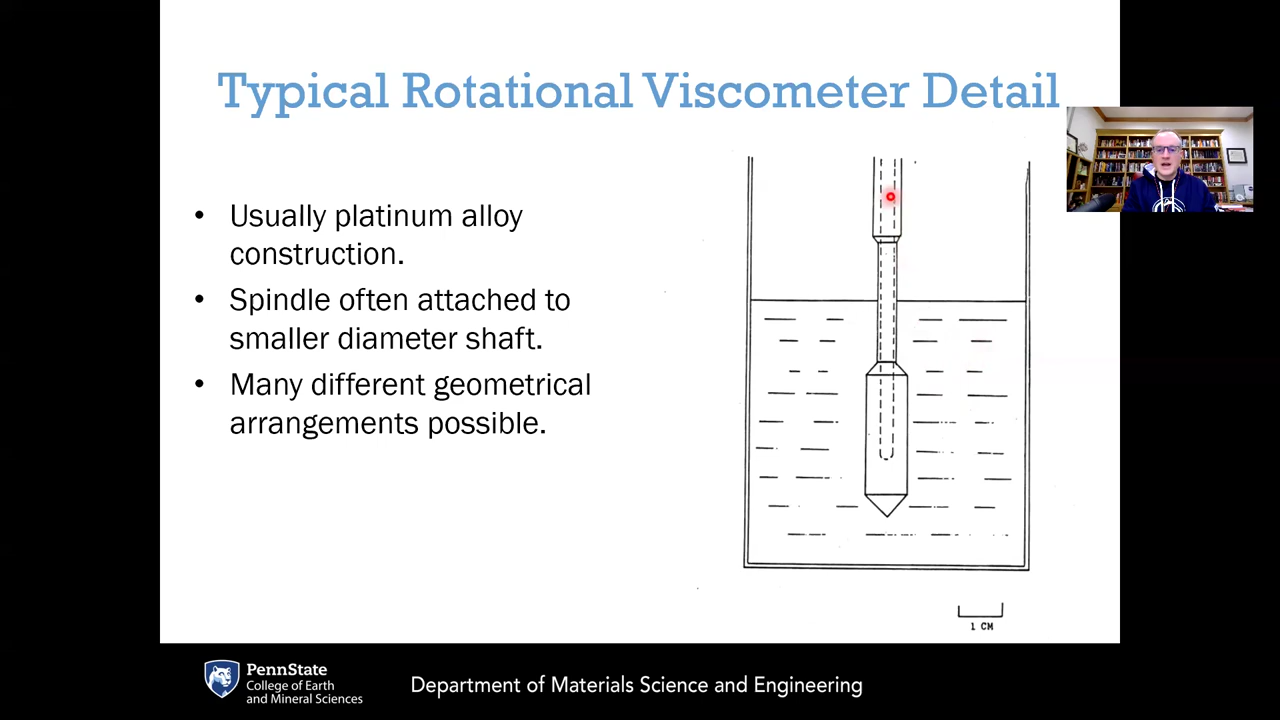 Typical Rotational Viscometer Detail
• Usually platinum alloy
construction.
• Spindle often attached to
smaller diameter shaft.
• Many different geometrical
arrangements possible.
1 CM
PennState
College of Earth
and Mineral Sciences
Department of Materials Science and Engineering